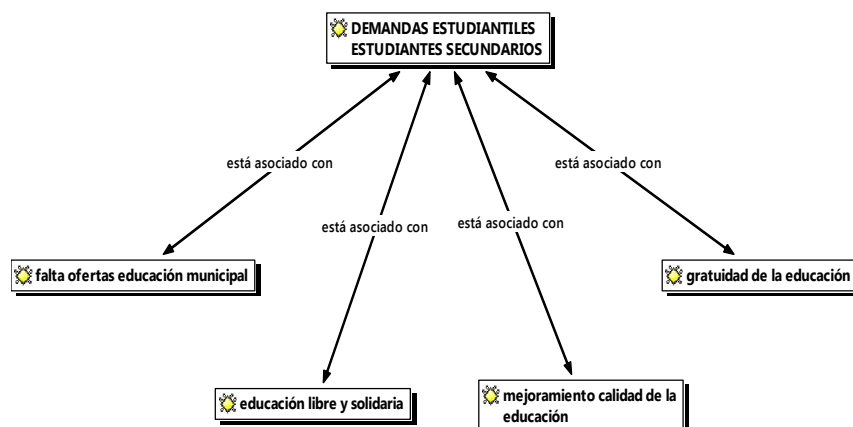 DEMANDAS ESTUDIANTILES
ESTUDIANTES SECUNDARIOS
está asociado con
está asociado con
está asociado con
está asociado con
falta ofertas educación municipal
gratuidad de la educación
educación libre y solidaria
mejoramiento calidad de la
educación